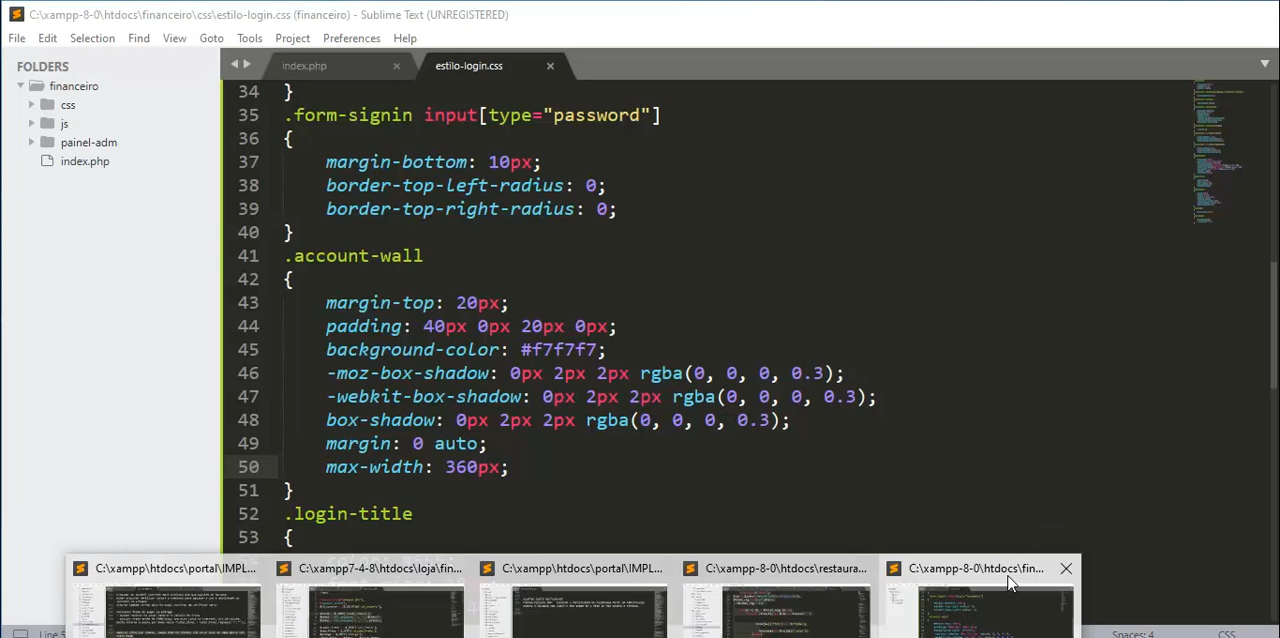 C:\xampp-8-0\htdocs\financeiro\css\estilo-login.css (financeiro) - Sublime Text (UNREGISTERED)
File Edit Selection Find View Goto Tools Project Preferences Help
FOLDERS
financeiro
css
js
painel-adm
index.php
index.php × estilo-login.css ×
34 }
35 .form-signin input[type="password"]
36 {
37 margin-bottom: 10px;
38 border-top-left-radius: 0;
39 border-top-right-radius: 0;
40 }
41 .account-wall
42 {
43 margin-top: 20px;
44 padding: 40px 0px 20px 0px;
45 background-color: #f7f7f7;
46 -moz-box-shadow: 0px 2px 2px rgba(0, 0, 0, 0.3);
47 -webkit-box-shadow: 0px 2px 2px rgba(0, 0, 0, 0.3);
48 box-shadow: 0px 2px 2px rgba(0, 0, 0, 0.3);
49 margin: 0 auto;
50 max-width: 360px;
51 }
52 .login-title
53 {
C:\xampp\htdocs\portal\IMPL... C:\xampp7-4-8\htdocs\loja\fin... C:\xampp\htdocs\portal\IMPL... C:\xampp-8-0\htdocs\restaura... C:\xampp-8-0\htdocs\fin...
Spaces: 4 CSS